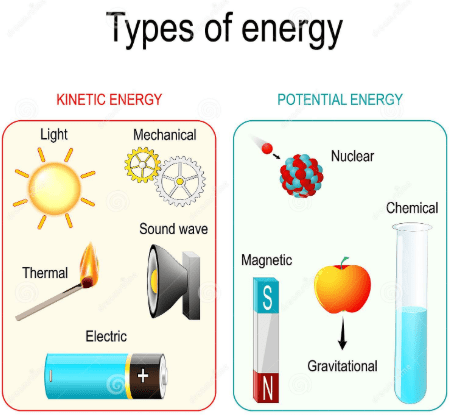 Types of energy
KINETIC ENERGY
Light
Mechanical
Sound wave
Thermal
Electric
+
POTENTIAL ENERGY
Nuclear
Chemical
Magnetic
S
N
Gravitational